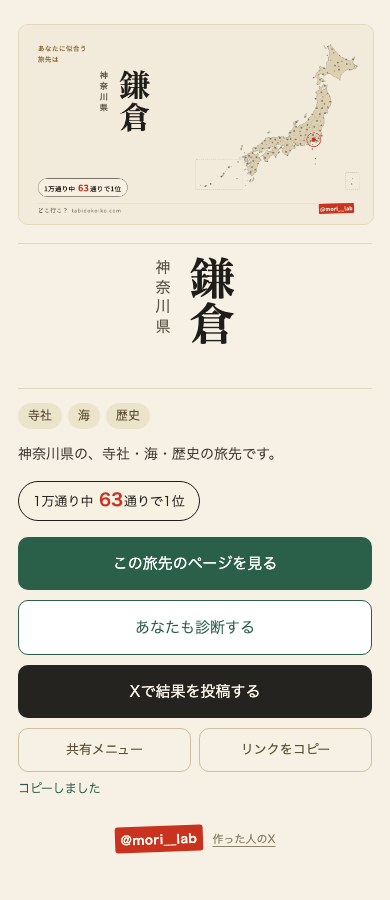 あなたに似合う
旅先は
神奈川県
鎌倉
1万通り中 63通りで1位
どこ行こ？ tabidokoiko.com
@mori__lab
神奈川県
鎌倉
寺社
海
歴史
神奈川県の、寺社・海・歴史の旅先です。
1万通り中 63通りで1位
この旅先のページを見る
あなたも診断する
Xで結果を投稿する
共有メニュー
リンクをコピー
コピーしました
@mori__lab
作った人のX